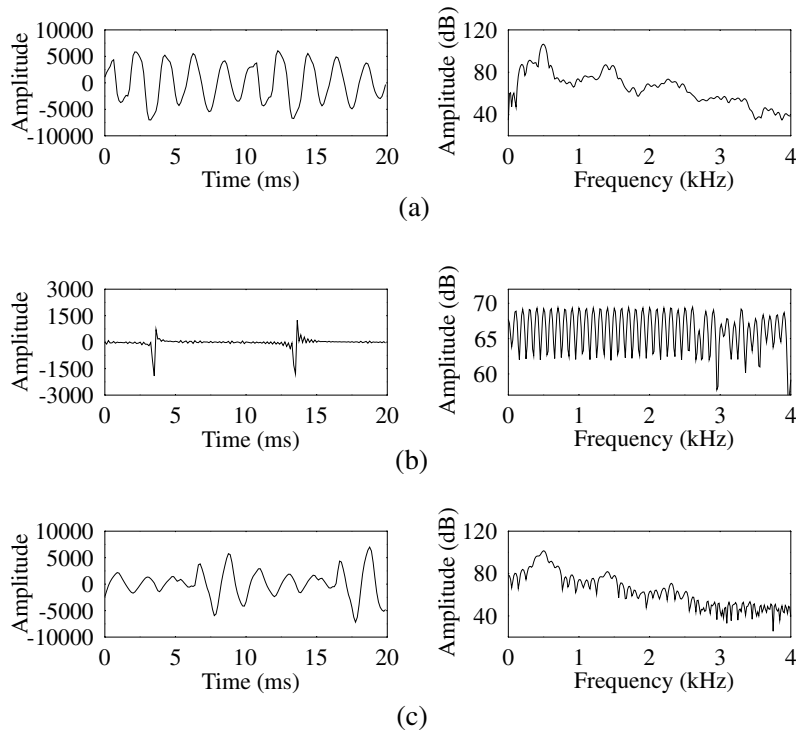 10000
5000
0
-5000
-10000
Amplitude
0 5 10 15 20
Time (ms)
120
80
40
Amplitude (dB)
0 1 2 3 4
Frequency (kHz)
(a)
3000
1500
0
-1500
-3000
Amplitude
0 5 10 15 20
Time (ms)
70
65
60
Amplitude (dB)
0 1 2 3 4
Frequency (kHz)
(b)
10000
5000
0
-5000
-10000
Amplitude
0 5 10 15 20
Time (ms)
120
80
40
Amplitude (dB)
0 1 2 3 4
Frequency (kHz)
(c)